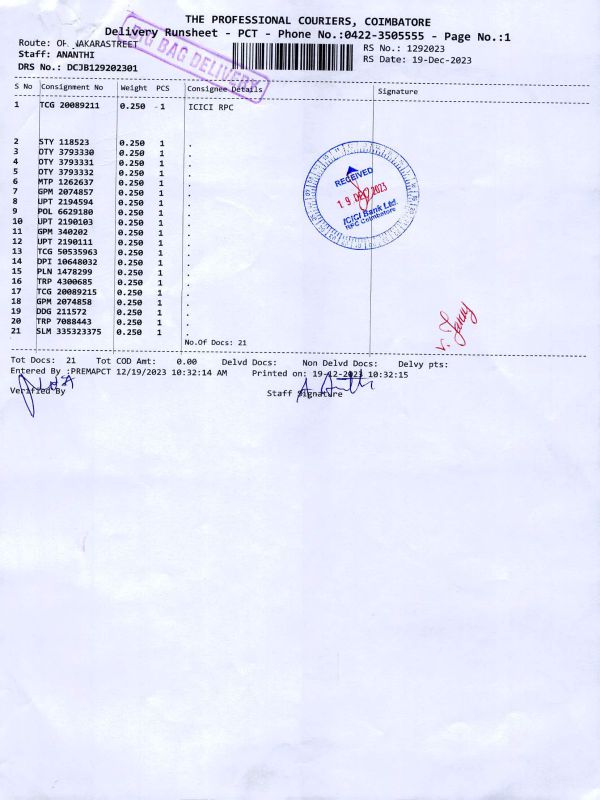 THE PROFESSIONAL COURIERS, COIMBATORE
Delivery Runsheet - PCT - Phone No.:0422-3505555 - Page No.:1
Route: NAKARASTREET
RS No.: 1292023
Staff: ANANTHI
RS Date: 19-Dec-2023
DRS No.: DCJB129202301
BIG BAG DELIVERY
S No Consignment No Weight PCS Consignee Details Signature
1 TCG 20089211 0.250 -1 ICICI RPC
2 STY 118523 0.250 1 .
3 OTY 3793330 0.250 1 .
4 OTY 3793331 0.250 1 .
5 OTY 3793332 0.250 1 .
6 MTP 1262637 0.250 1 .
7 GPM 2074857 0.250 1 .
8 UPT 2194594 0.250 1 .
9 POL 6629180 0.250 1 .
10 UPT 2190103 0.250 1 .
11 GPM 340202 0.250 1 .
12 UPT 2190111 0.250 1 .
13 TCG 50535963 0.250 1 .
14 DPI 10648032 0.250 1 .
15 PLN 1478299 0.250 1 .
16 TRP 4300685 0.250 1 .
17 TCG 20089215 0.250 1 .
18 GPM 2074858 0.250 1 .
19 DDG 211572 0.250 1 .
20 TRP 7088443 0.250 1 .
21 SLM 335323375 0.250 1 .
RECEIVED
19 DEC 2023
ICICI Bank Ltd.
RPC Coimbatore
No.Of Docs: 21
Tot Docs: 21 Tot COD Amt: 0.00 Delvd Docs: Non Delvd Docs: Delvy pts:
Entered By :PREMAPCT 12/19/2023 10:32:14 AM Printed on: 19-12-2023 10:32:15
Verified By Staff Signature